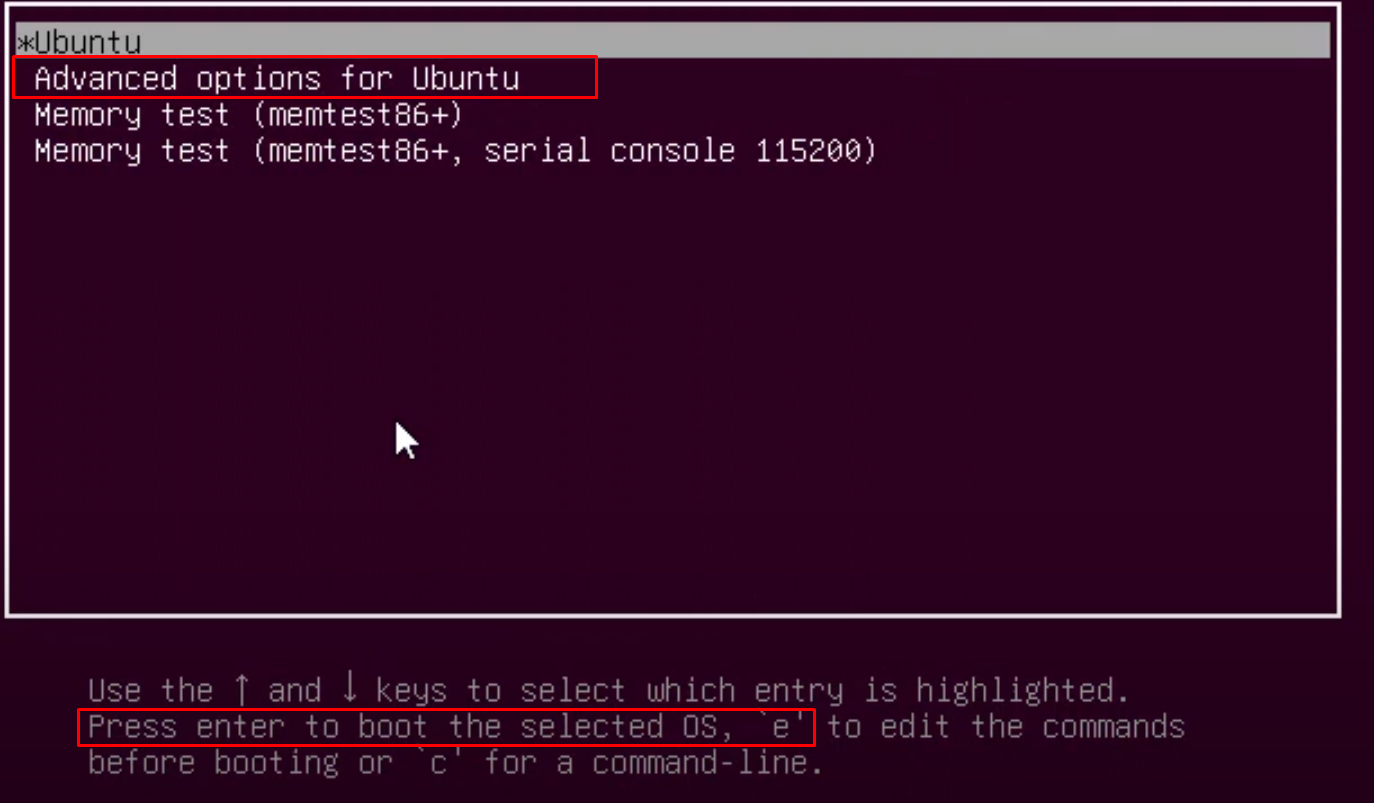 *Ubuntu
Advanced options for Ubuntu
Memory test (memtest86+)
Memory test (memtest86+, serial console 115200)
Use the ↑ and ↓ keys to select which entry is highlighted.
Press enter to boot the selected OS, `e' to edit the commands
before booting or `c' for a command-line.